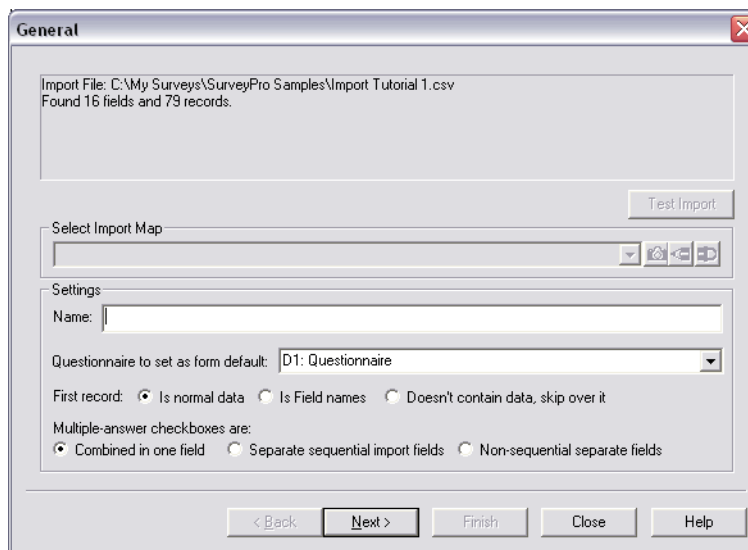 General
Import File: C:\My Surveys\SurveyPro Samples\Import Tutorial 1.csv
Found 16 fields and 79 records.
Test Import
Select Import Map
Settings
Name:
Questionnaire to set as form default: D1: Questionnaire
First record: Is normal data Is Field names Doesn't contain data, skip over it
Multiple-answer checkboxes are:
Combined in one field Separate sequential import fields Non-sequential separate fields
< Back Next > Finish Close Help